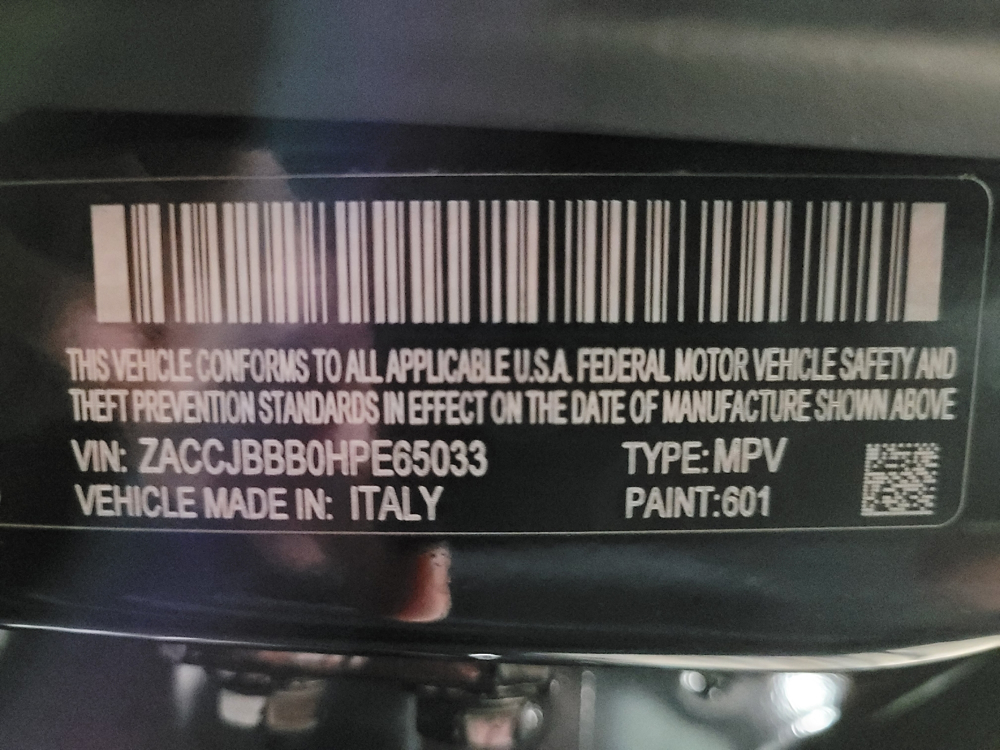 THIS VEHICLE CONFORMS TO ALL APPLICABLE U.S.A. FEDERAL MOTOR VEHICLE SAFETY AND
THEFT PREVENTION STANDARDS IN EFFECT ON THE DATE OF MANUFACTURE SHOWN ABOVE
VIN: ZACCJBBB0HPE65033 TYPE: MPV
VEHICLE MADE IN: ITALY PAINT:601